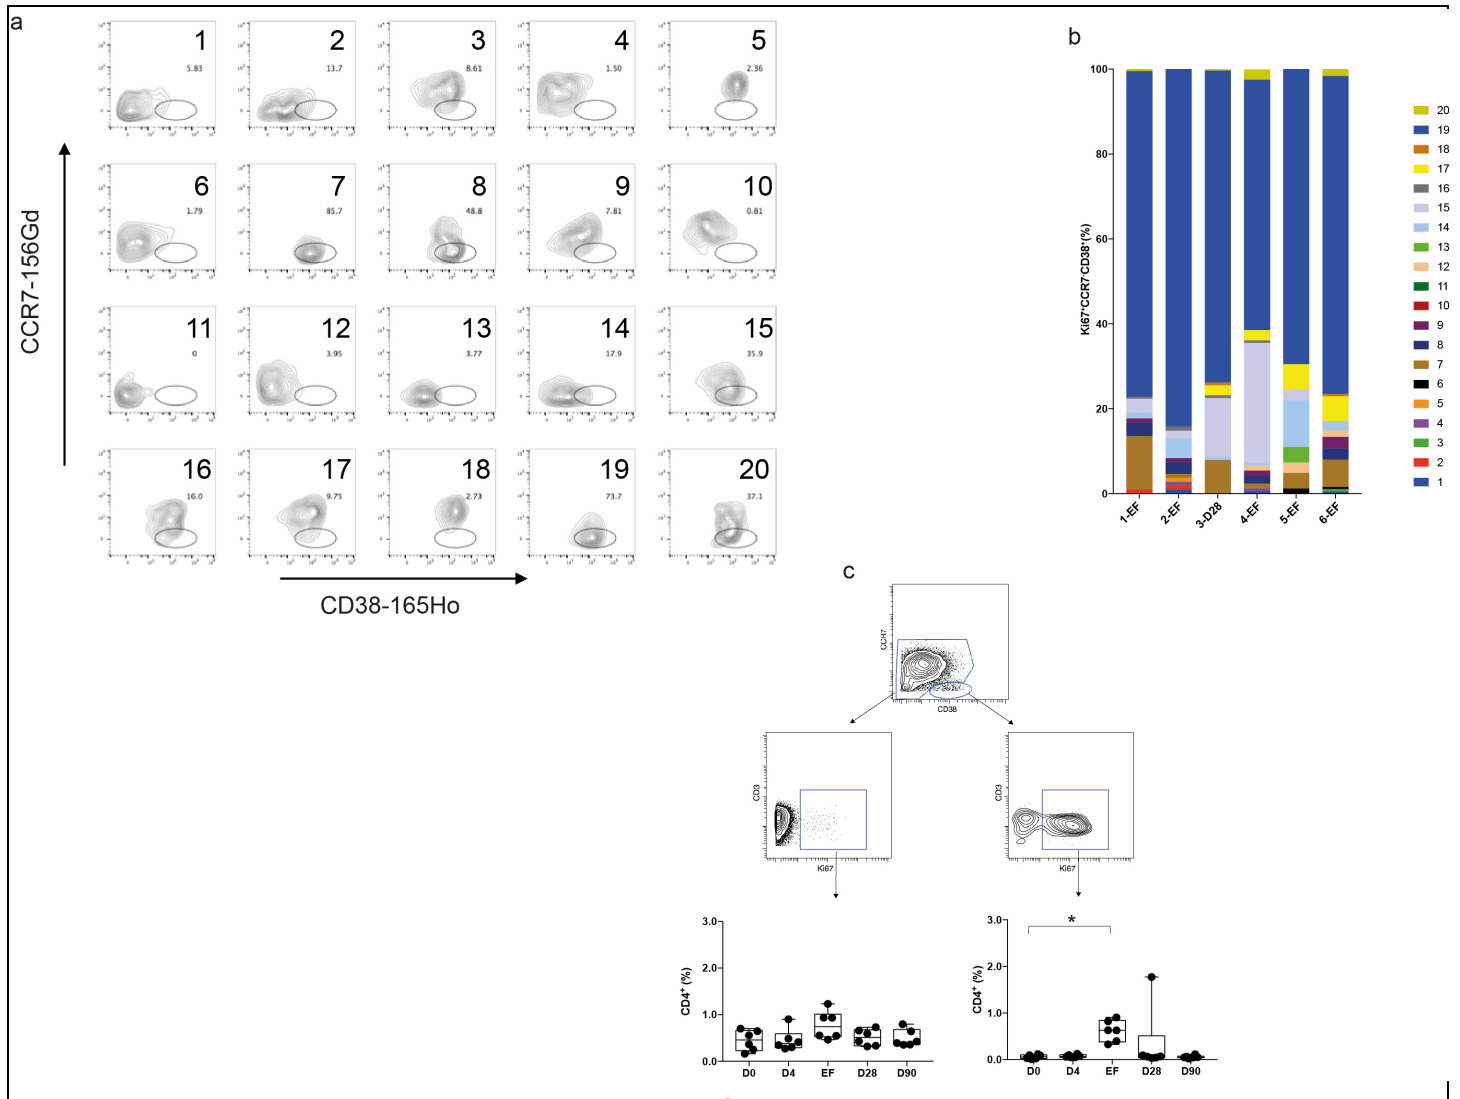 a
1 2 3 4 5
5.83 13.7 8.61 1.50 2.36
6 7 8 9 10
1.79 85.7 48.8 7.81 0.81
11 12 13 14 15
0 3.95 3.77 17.9 35.9
16 17 18 19 20
16.0 9.75 2.73 73.7 37.1
CCR7-156Gd
CD38-165Ho
b
Ki67⁺CCR7⁻CD38⁺(%)
100
80
60
40
20
0
1-EF 2-EF 3-D28 4-EF 5-EF 6-EF
20
19
18
17
16
15
14
13
12
11
10
9
8
7
6
5
4
3
2
1
c
CCR7
CD38
CD3
Ki67
CD3
Ki67
CD4⁺ (%)
3.0
2.0
1.0
0.0
D0 D4 EF D28 D90
CD4⁺ (%)
3.0
2.0
1.0
0.0
*
D0 D4 EF D28 D90